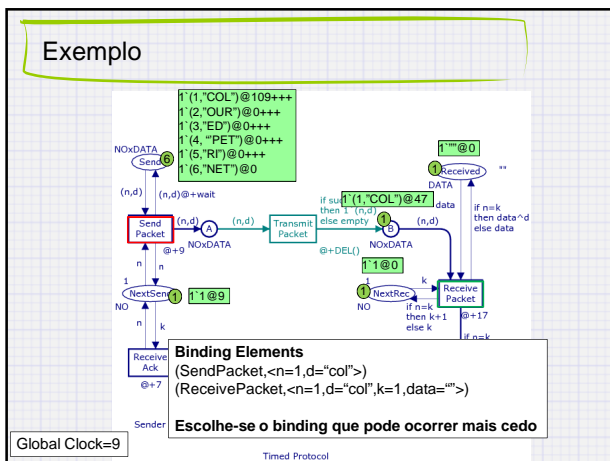 Exemplo
1`(1,"COL")@109+++
1`(2,"OUR")@0+++
1`(3,"ED")@0+++
1`(4, "”PET")@0+++
1`(5,"RI")@0+++
1`(6,"NET")@0
NOxDATA
Send
6
(n,d)
(n,d)@+wait
Send
Packet
@+9
(n,d)
A
NOxDATA
(n,d)
Transmit
Packet
@+DEL()
if suc
then 1`(n,d)
else empty
1`(1,"COL")@47
1
B
NOxDATA
(n,d)
1`""@0
1
Received
""
DATA
data
if n=k
then data^d
else data
n
n
1
NextSend
NO
1
1`1@9
1`1@0
1
NextRec
NO
1
k
if n=k
then k+1
else k
Receive
Packet
@+17
if n=k
n
k
Receive
Ack
@+7
Binding Elements
(SendPacket,<n=1,d=“col”>)
(ReceivePacket,<n=1,d=“col”,k=1,data=“”>)
Escolhe-se o binding que pode ocorrer mais cedo
Sender
Global Clock=9
Timed Protocol